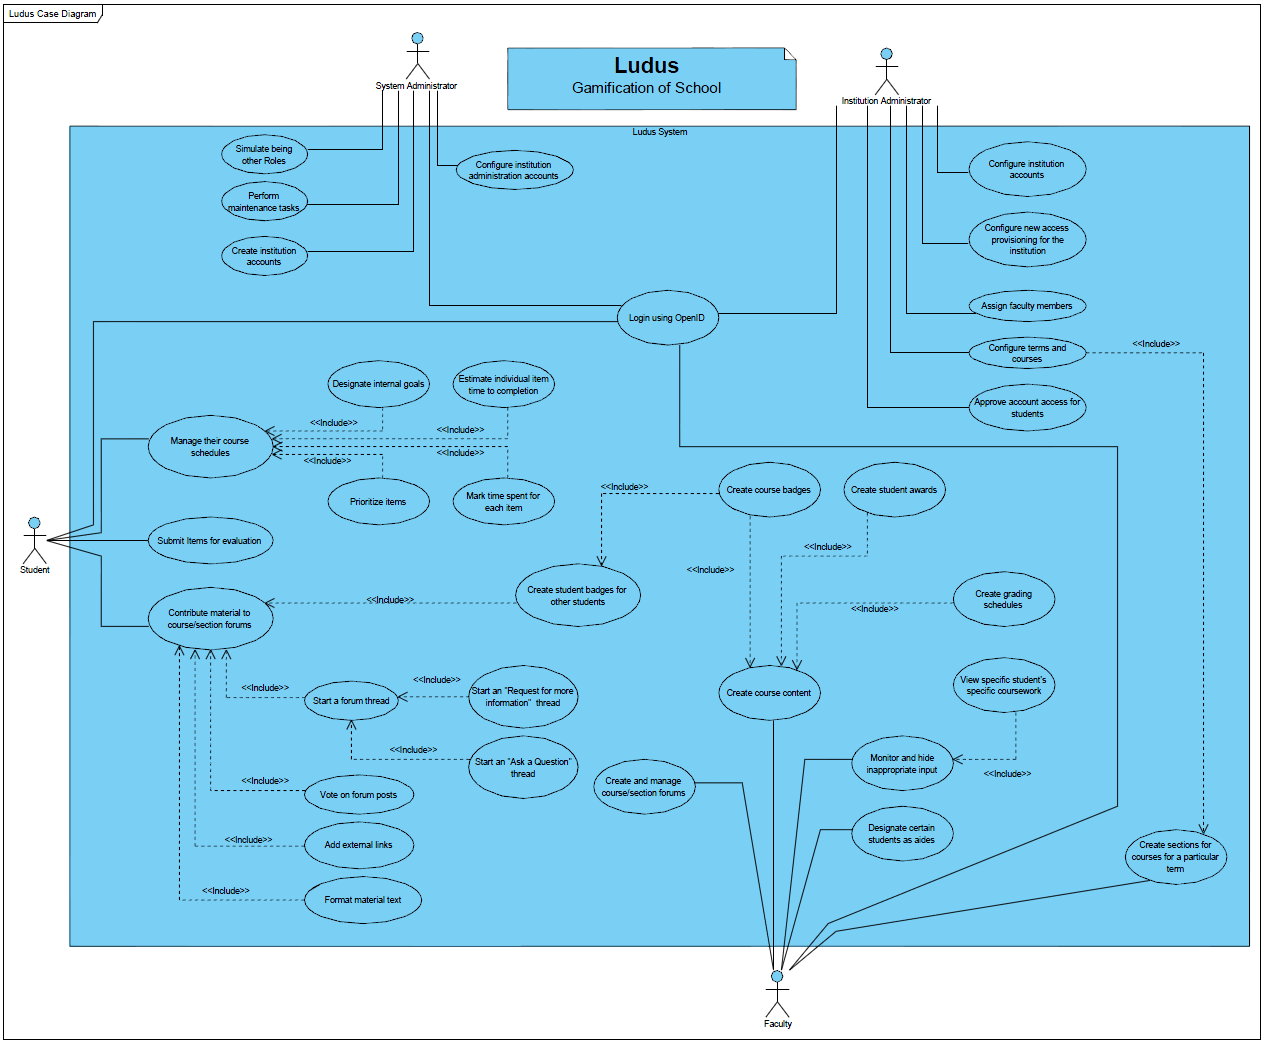 Ludus Case Diagram
System Administrator
Ludus
Gamification of School
Institution Administrator
Ludus System
Simulate being
other Roles
Configure institution
administration accounts
Configure institution
accounts
Perform
maintenance tasks
Configure new access
provisioning for the
institution
Create institution
accounts
Login using OpenID
Assign faculty members
Configure terms and
courses
<<Include>>
Designate internal goals
Estimate individual item
time to completion
Approve account access for
students
<<Include>>
<<Include>>
Manage their course
schedules
<<Include>>
<<Include>>
Prioritize items
Mark time spent for
each item
<<Include>>
Create course badges
Create student awards
Student
Submit Items for evaluation
<<Include>>
<<Include>>
Create student badges for
other students
<<Include>>
Contribute material to
course/section forums
Create grading
schedules
<<Include>>
<<Include>>
Start a forum thread
<<Include>>
Start an "Request for more
information"  thread
Create course content
View specific student's
specific coursework
<<Include>>
Start an "Ask a Question"
thread
Monitor and hide
inappropriate input
<<Include>>
<<Include>>
Vote on forum posts
Create and manage
course/section forums
<<Include>>
Add external links
Designate certain
students as aides
Create sections for
courses for a particular
term
<<Include>>
Format material text
Faculty